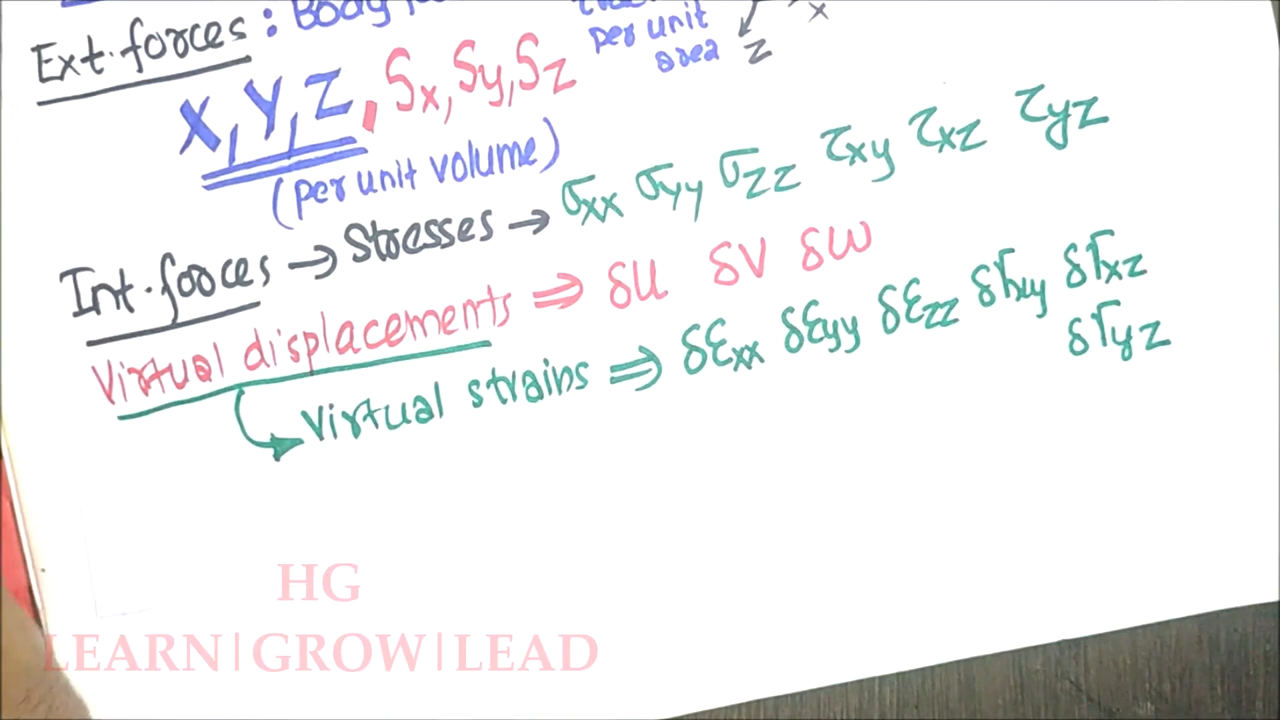 Ext. forces : Body
per unit
area
Z
x
X, Y, Z, Sx, Sy, Sz
(per unit volume)
Int. forces → Stresses → σxx σyy σzz τxy τxz τyz
Virtual displacements ⇒ δU δV δW
Virtual strains ⇒ δεxx δεyy δεzz δΓxy δΓxz
δΓyz
HG
LEARN|GROW|LEAD